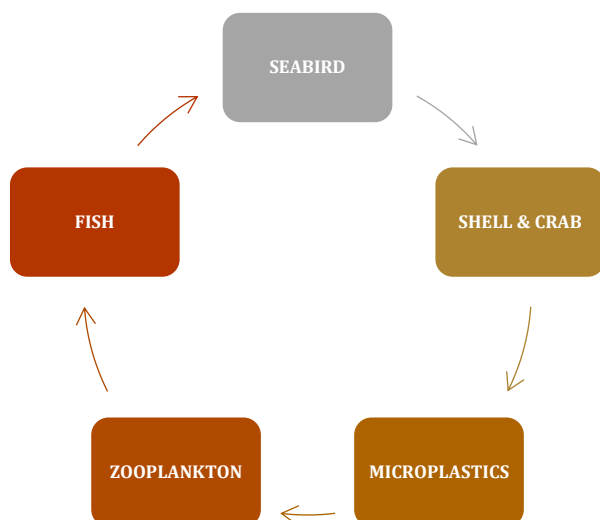 SEABIRD
SHELL & CRAB
MICROPLASTICS
ZOOPLANKTON
FISH